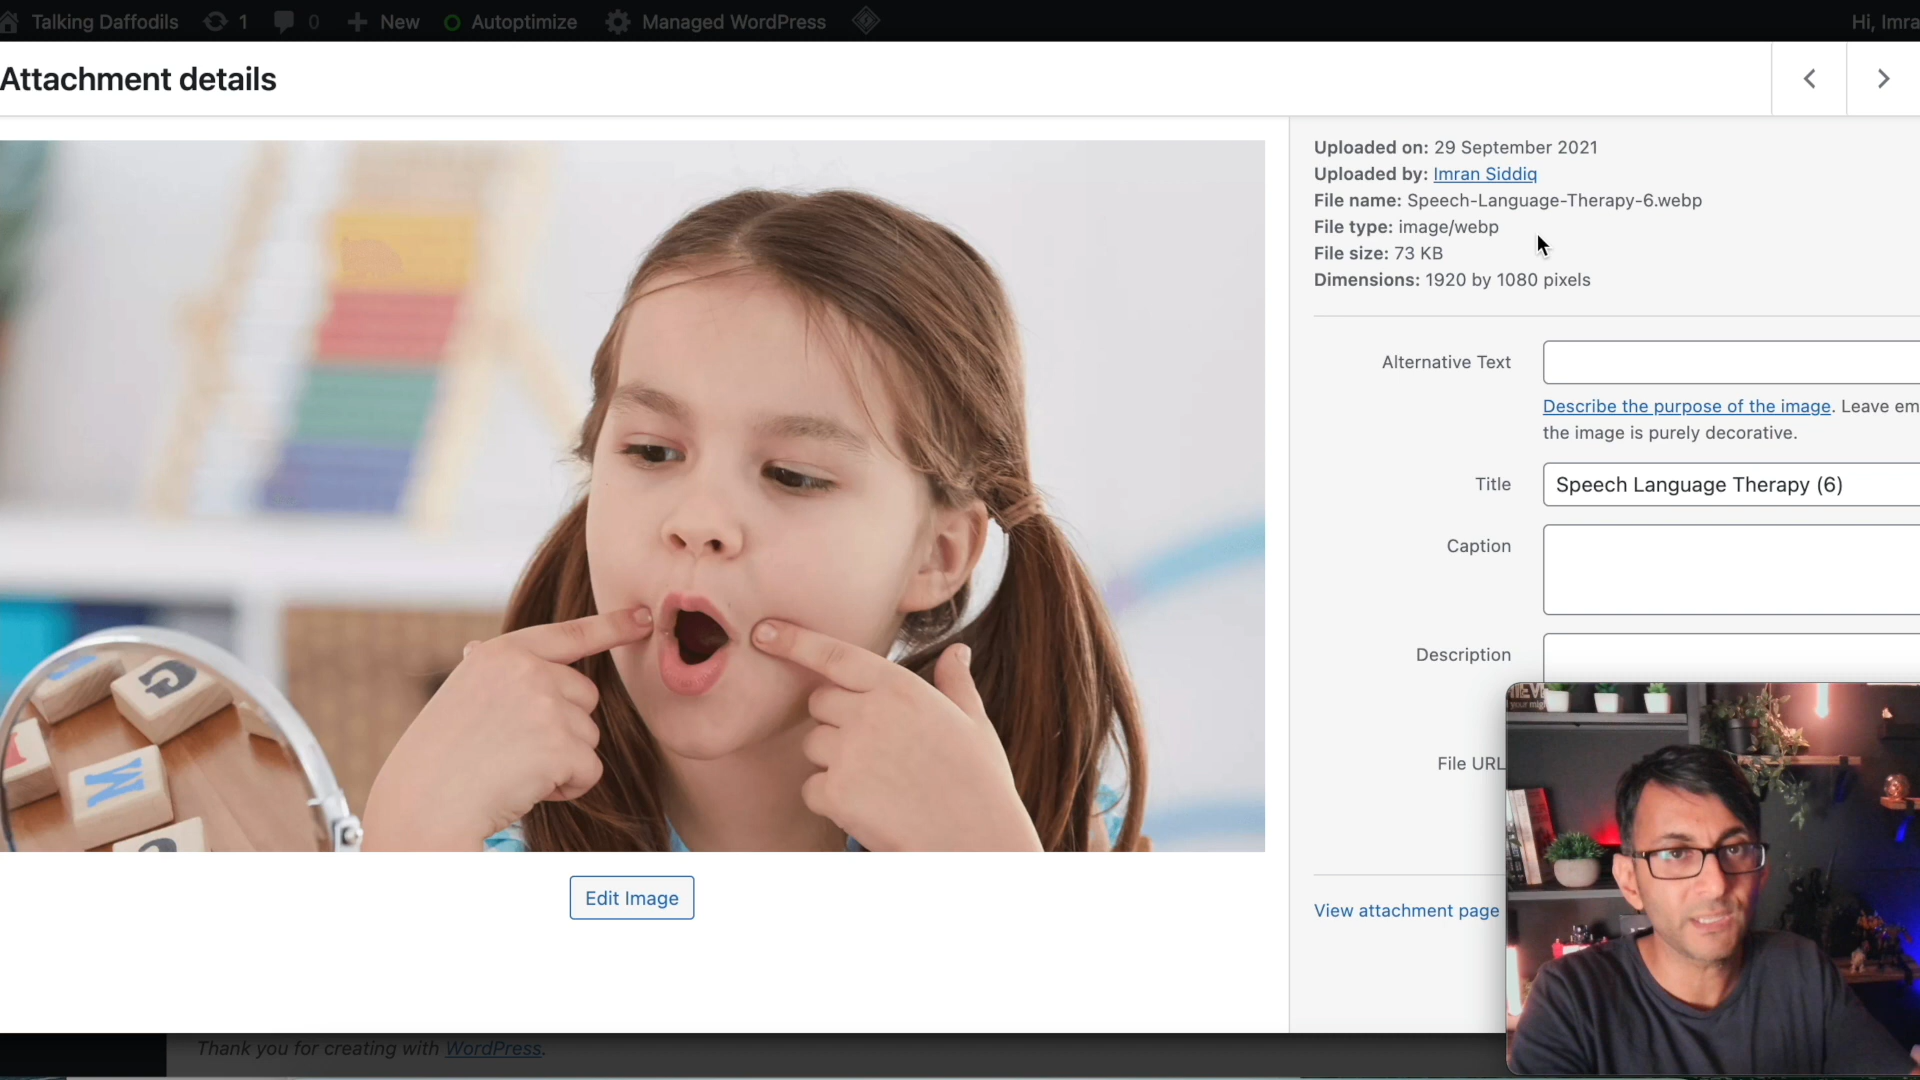 Talking Daffodils 1 0 New Autoptimize Managed WordPress Hi, Imra
Attachment details
Uploaded on: 29 September 2021
Uploaded by: Imran Siddiq
File name: Speech-Language-Therapy-6.webp
File type: image/webp
File size: 73 KB
Dimensions: 1920 by 1080 pixels
Alternative Text
Describe the purpose of the image. Leave em
the image is purely decorative.
Title Speech Language Therapy (6)
Caption
Description
File URL
G
W
Edit Image
View attachment page
Thank you for creating with WordPress.